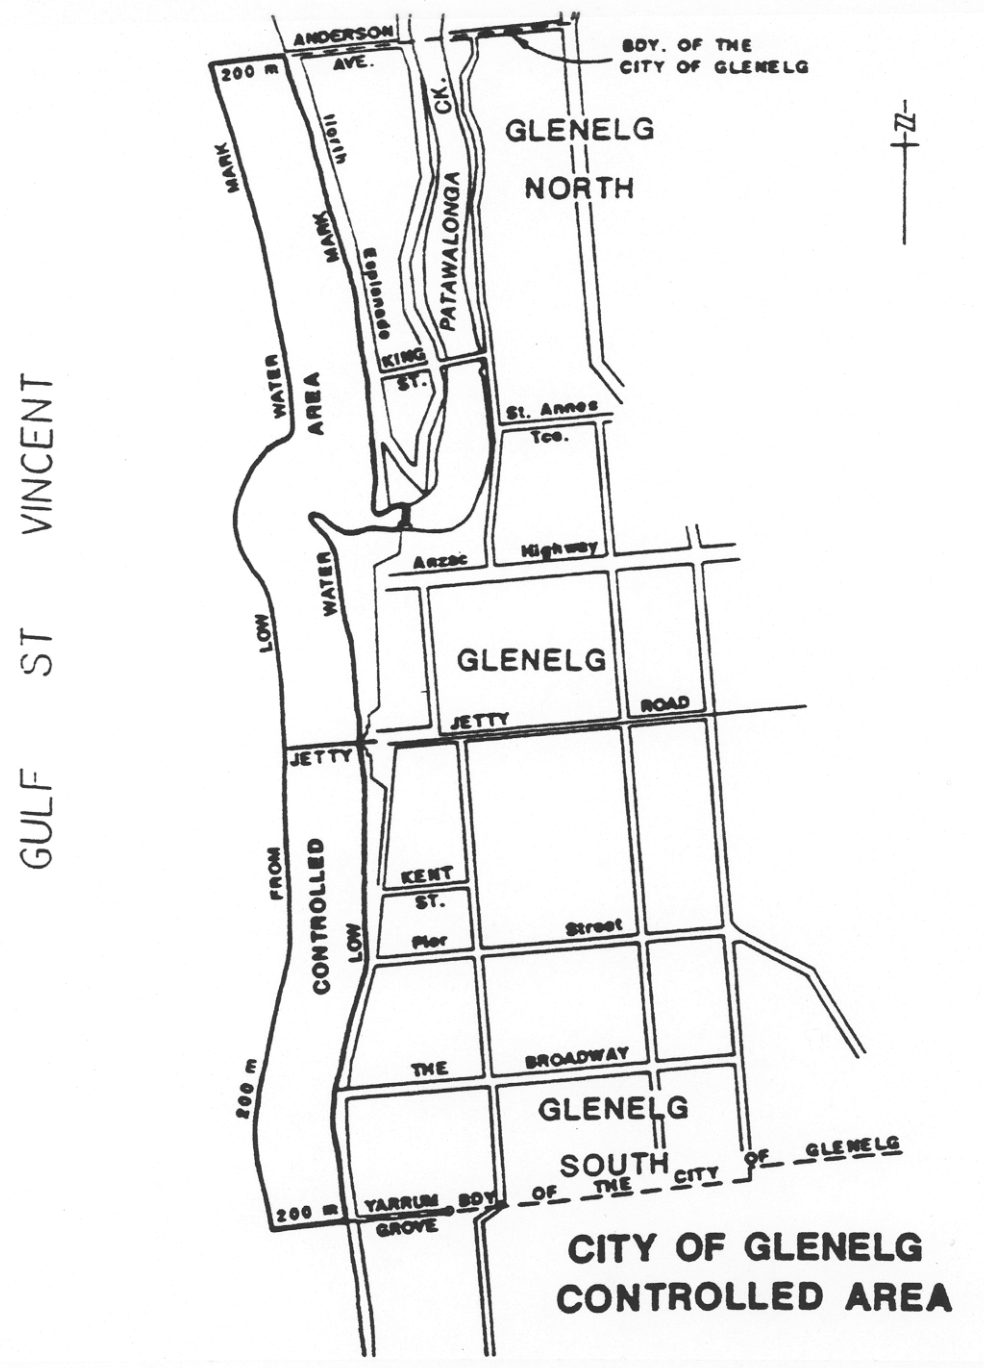 ANDERSON
AVE.
200 m
BDY. OF THE
CITY OF GLENELG
CK.
PATAWALONGA
GLENELG
NORTH
N
MARK
North
MARK
Esplanade
KING
ST.
WATER
AREA
St. Annes
Tce.
GULF ST VINCENT
Anzac Highway
WATER
LOW
GLENELG
JETTY ROAD
JETTY
FROM
CONTROLLED
LOW
KENT
ST.
Pier Street
200 m
THE BROADWAY
GLENELG
SOUTH
200 m
YARRUM
GROVE
BDY OF THE CITY OF GLENELG
CITY OF GLENELG
CONTROLLED AREA